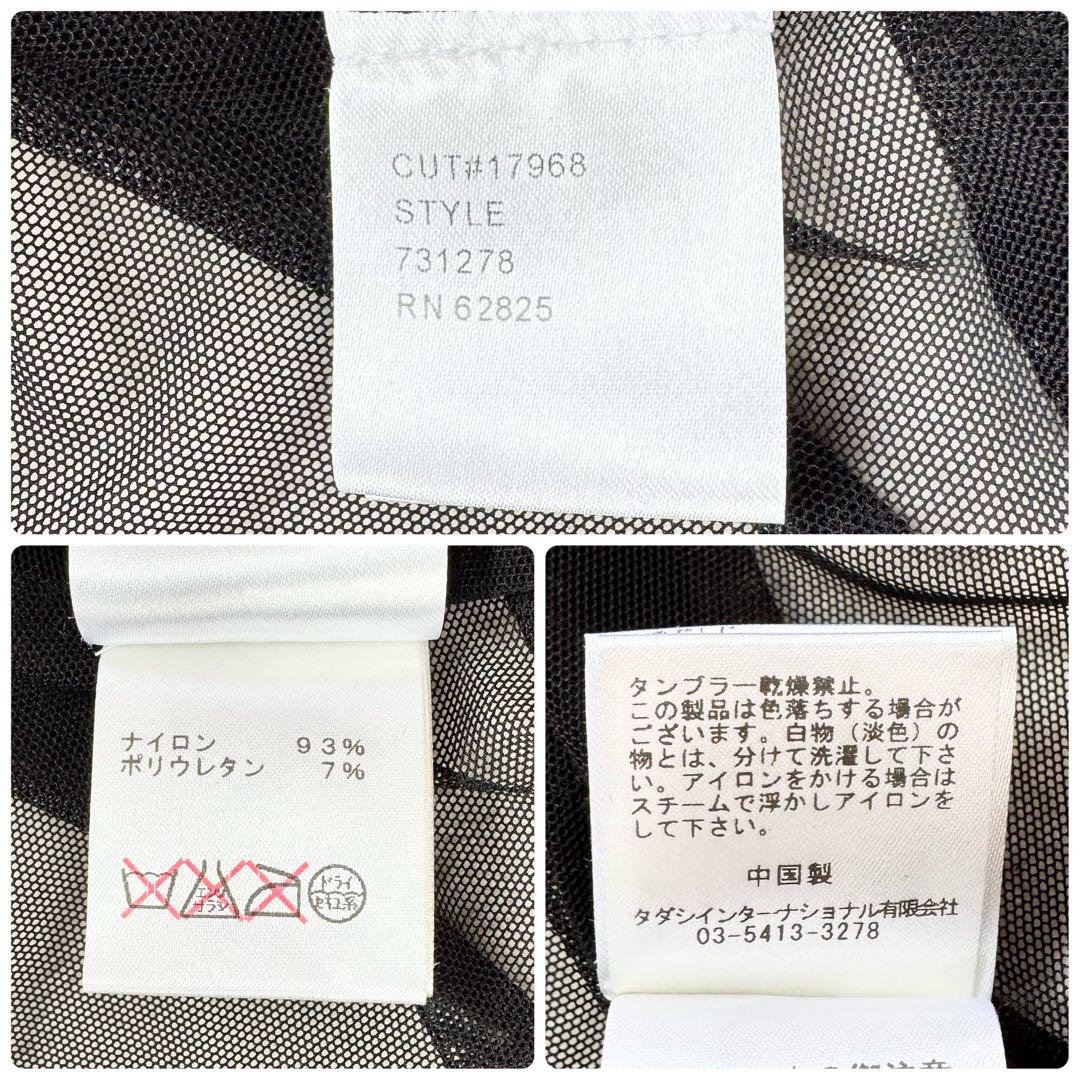 CUT#17968
STYLE
731278
RN 62825
ナイロン 93%
ポリウレタン 7%
エンソ
サラシ
ドライ
セキユ系
タンブラー乾燥禁止。
この製品は色落ちする場合が
ございます。白物（淡色）の
物とは、分けて洗濯して下さ
い。アイロンをかける場合は
スチームで浮かしアイロンを
して下さい。
中国製
タダシインターナショナル有限会社
03-5413-3278